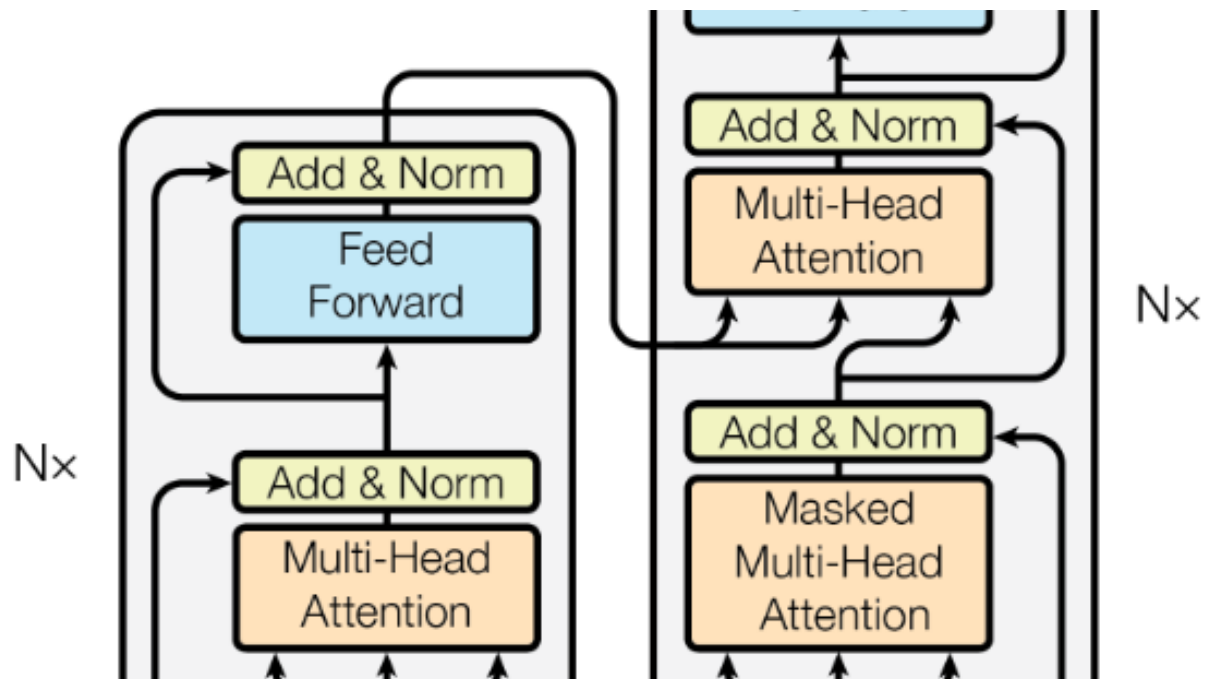 Add & Norm
Feed
Forward
Nx
Add & Norm
Multi-Head
Attention
Add & Norm
Multi-Head
Attention
Nx
Add & Norm
Masked
Multi-Head
Attention